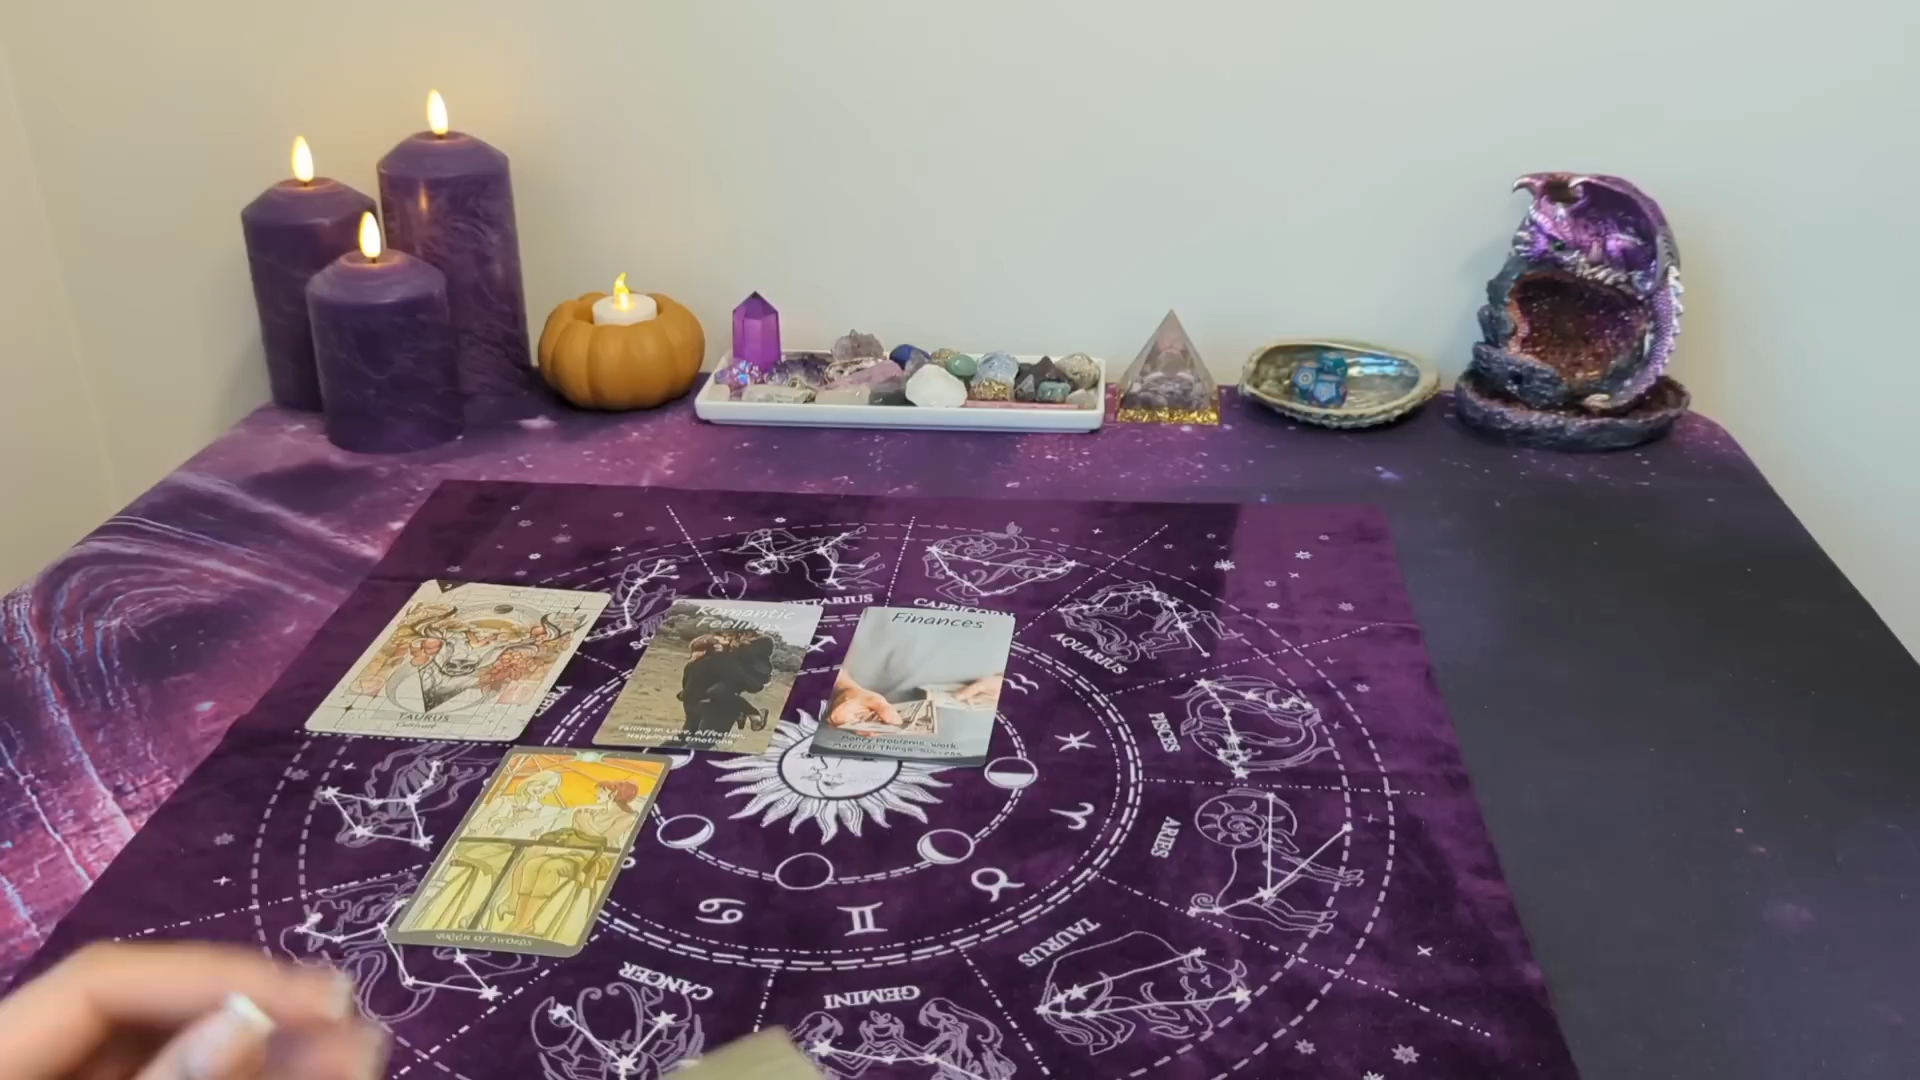 TAURUS
Cultivate
Romantic
Feelings
Falling in Love, Affection,
Happiness, Emotions
Finances
Money Problems, Work,
Material Things, Success
QUEEN OF SWORDS
CAPRICORN
AQUARIUS
PISCES
ARIES
TAURUS
GEMINI
CANCER